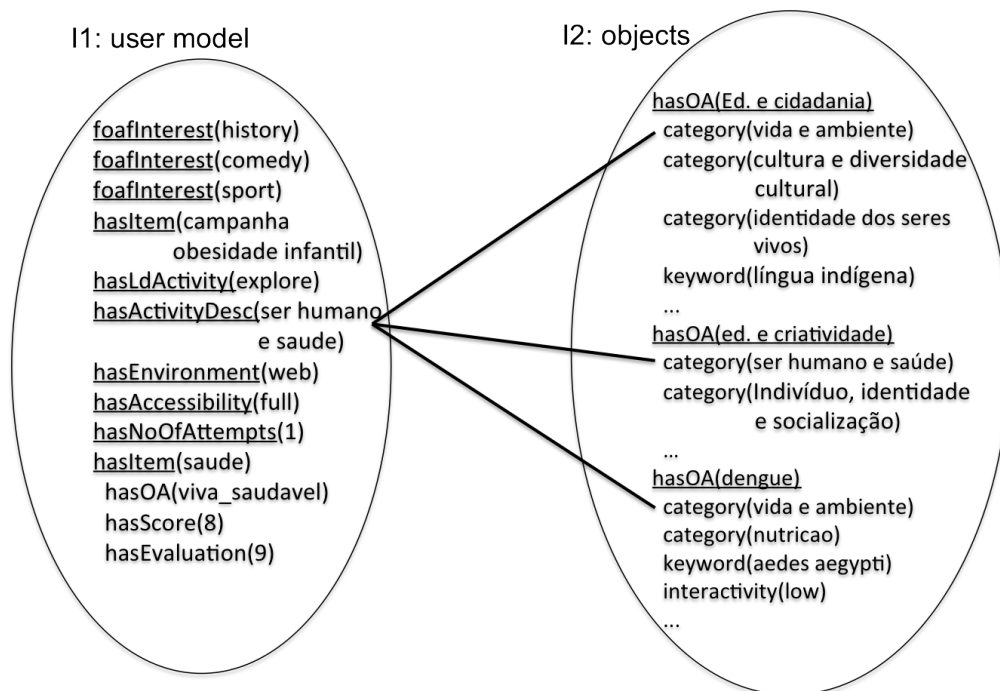 I1: user model
foafInterest(history)
foafInterest(comedy)
foafInterest(sport)
hasItem(campanha
obesidade infantil)
hasLdActivity(explore)
hasActivityDesc(ser humano
e saude)
hasEnvironment(web)
hasAccessibility(full)
hasNoOfAttempts(1)
hasItem(saude)
hasOA(viva_saudavel)
hasScore(8)
hasEvaluation(9)
I2: objects
hasOA(Ed. e cidadania)
category(vida e ambiente)
category(cultura e diversidade
cultural)
category(identidade dos seres
vivos)
keyword(língua indígena)
...
hasOA(ed. e criatividade)
category(ser humano e saúde)
category(Indivíduo, identidade
e socialização)
...
hasOA(dengue)
category(vida e ambiente)
category(nutricao)
keyword(aedes aegypti)
interactivity(low)
...